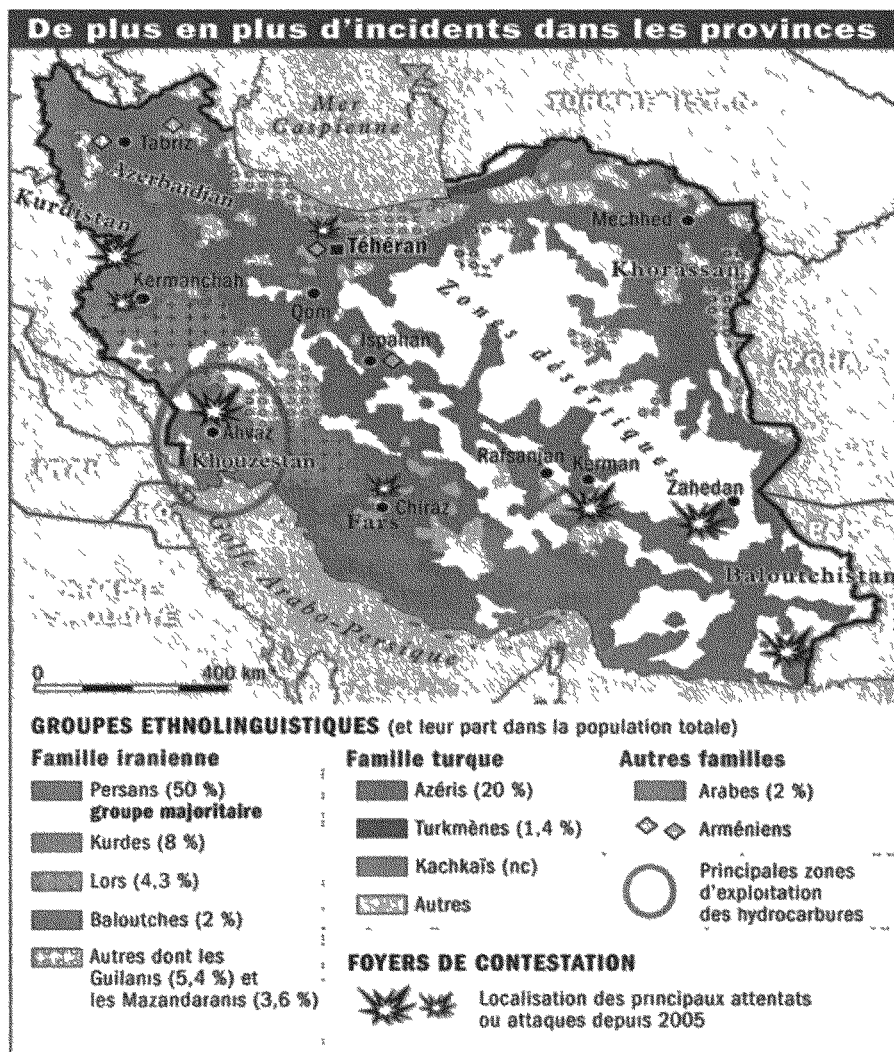 De plus en plus d'incidents dans les provinces
Mer
Caspienne
Tabriz
Azerbaïdjan
Kurdistan
Téhéran
Mechhed
Khorassan
Kermanchah
Qom
Ispahan
Zones désertiques
Ahvaz
Khouzestan
Rafsanjan
Kerman
Zahedan
Chiraz
Fars
Baloutchistan
Golfe Arabo-Persique
0 400 km
GROUPES ETHNOLINGUISTIQUES (et leur part dans la population totale)
Famille iranienne
Persans (50 %)
groupe majoritaire
Kurdes (8 %)
Lors (4,3 %)
Baloutches (2 %)
Autres dont les
Guilanis (5,4 %) et
les Mazandaranis (3,6 %)
Famille turque
Azéris (20 %)
Turkmènes (1,4 %)
Kachkaïs (nc)
Autres
Autres familles
Arabes (2 %)
Arméniens
Principales zones
d'exploitation
des hydrocarbures
FOYERS DE CONTESTATION
Localisation des principaux attentats
ou attaques depuis 2005